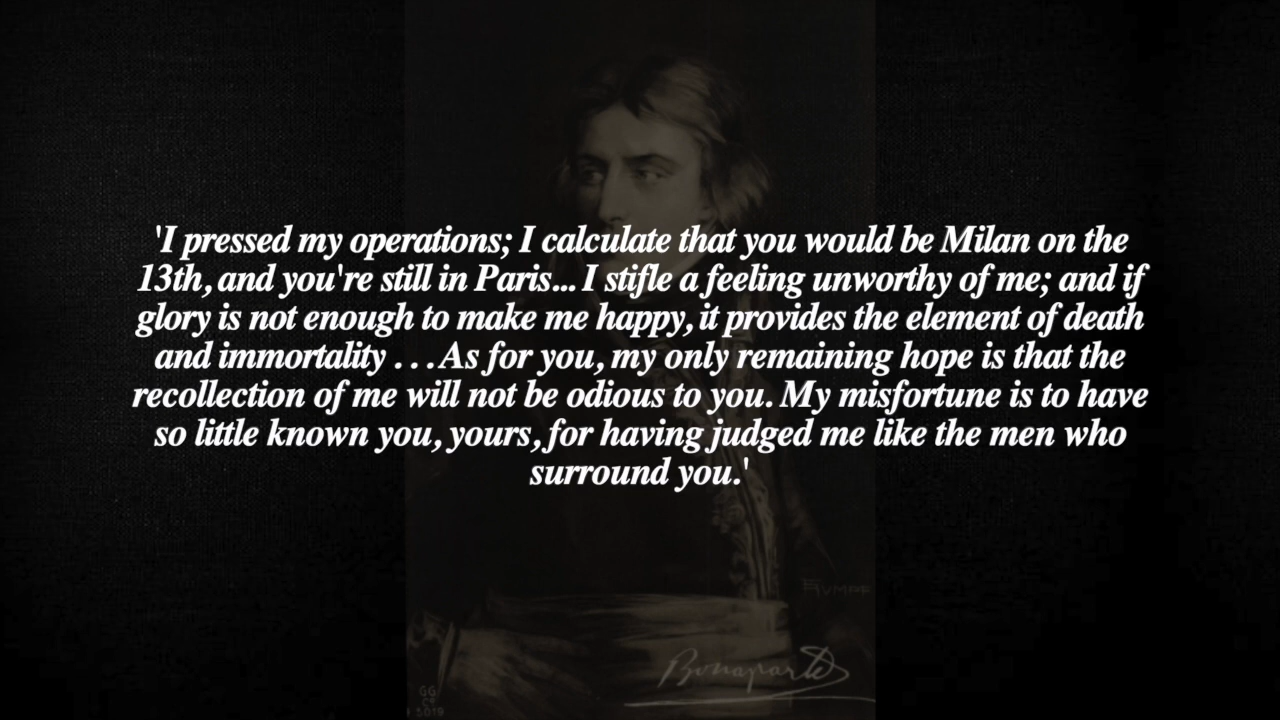 'I pressed my operations; I calculate that you would be Milan on the
13th, and you're still in Paris... I stifle a feeling unworthy of me; and if
glory is not enough to make me happy, it provides the element of death
and immortality . . . As for you, my only remaining hope is that the
recollection of me will not be odious to you. My misfortune is to have
so little known you, yours, for having judged me like the men who
surround you.'
RUMPF
Bonaparte
GG
Co
5019